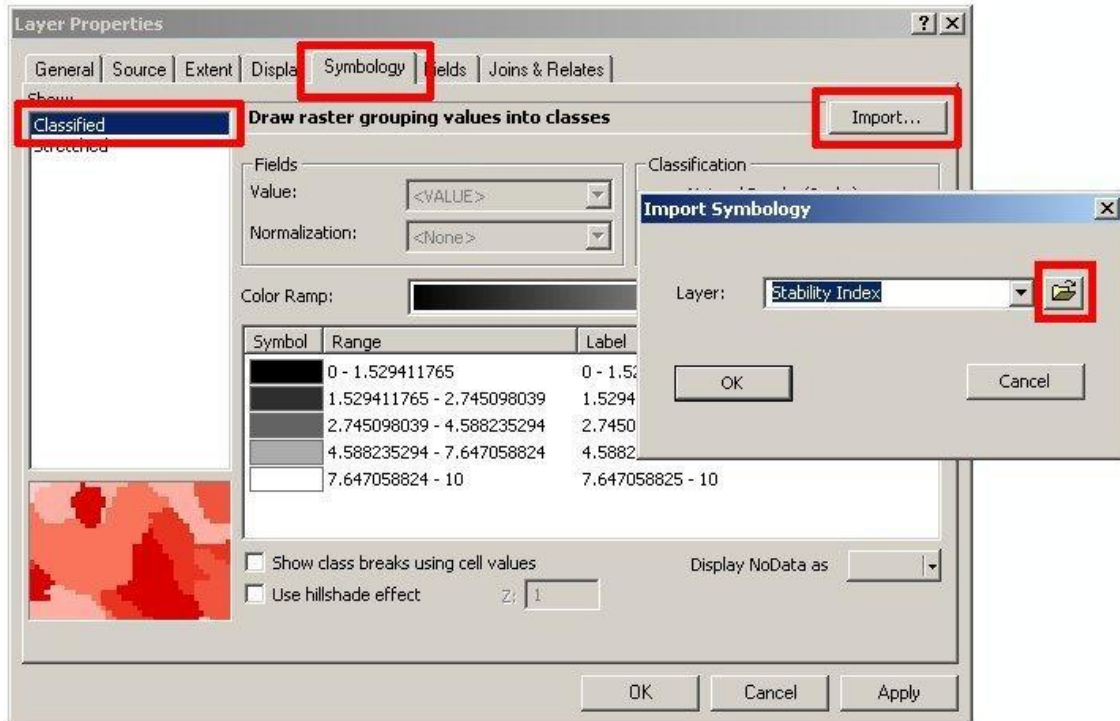 Layer Properties
General Source Extent Display Symbology Fields Joins & Relates
Show:
Classified
Stretched
Draw raster grouping values into classes
Import...
Fields
Value: <VALUE>
Normalization: <None>
Classification
Color Ramp:
Symbol Range Label
0 - 1.529411765 0 - 1.52
1.529411765 - 2.745098039 1.5294
2.745098039 - 4.588235294 2.7450
4.588235294 - 7.647058824 4.5882
7.647058824 - 10 7.647058825 - 10
Show class breaks using cell values
Use hillshade effect Z: 1
Display NoData as
OK Cancel Apply
Import Symbology
Layer: Stability Index
OK Cancel